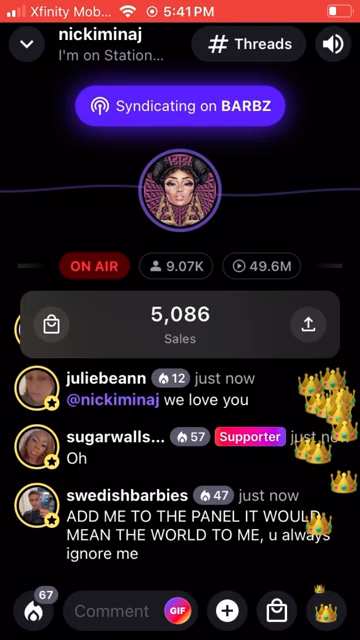 Xfinity Mob... 5:41 PM
nickiminaj
I'm on Station...
# Threads
Syndicating on BARBZ
ON AIR 9.07K 49.6M
5,086
Sales
juliebeann 12 just now
@nickiminaj we love you
sugarwalls... 57 Supporter just now
Oh
swedishbarbies 47 just now
ADD ME TO THE PANEL IT WOULD
MEAN THE WORLD TO ME, u always
ignore me
67
Comment GIF